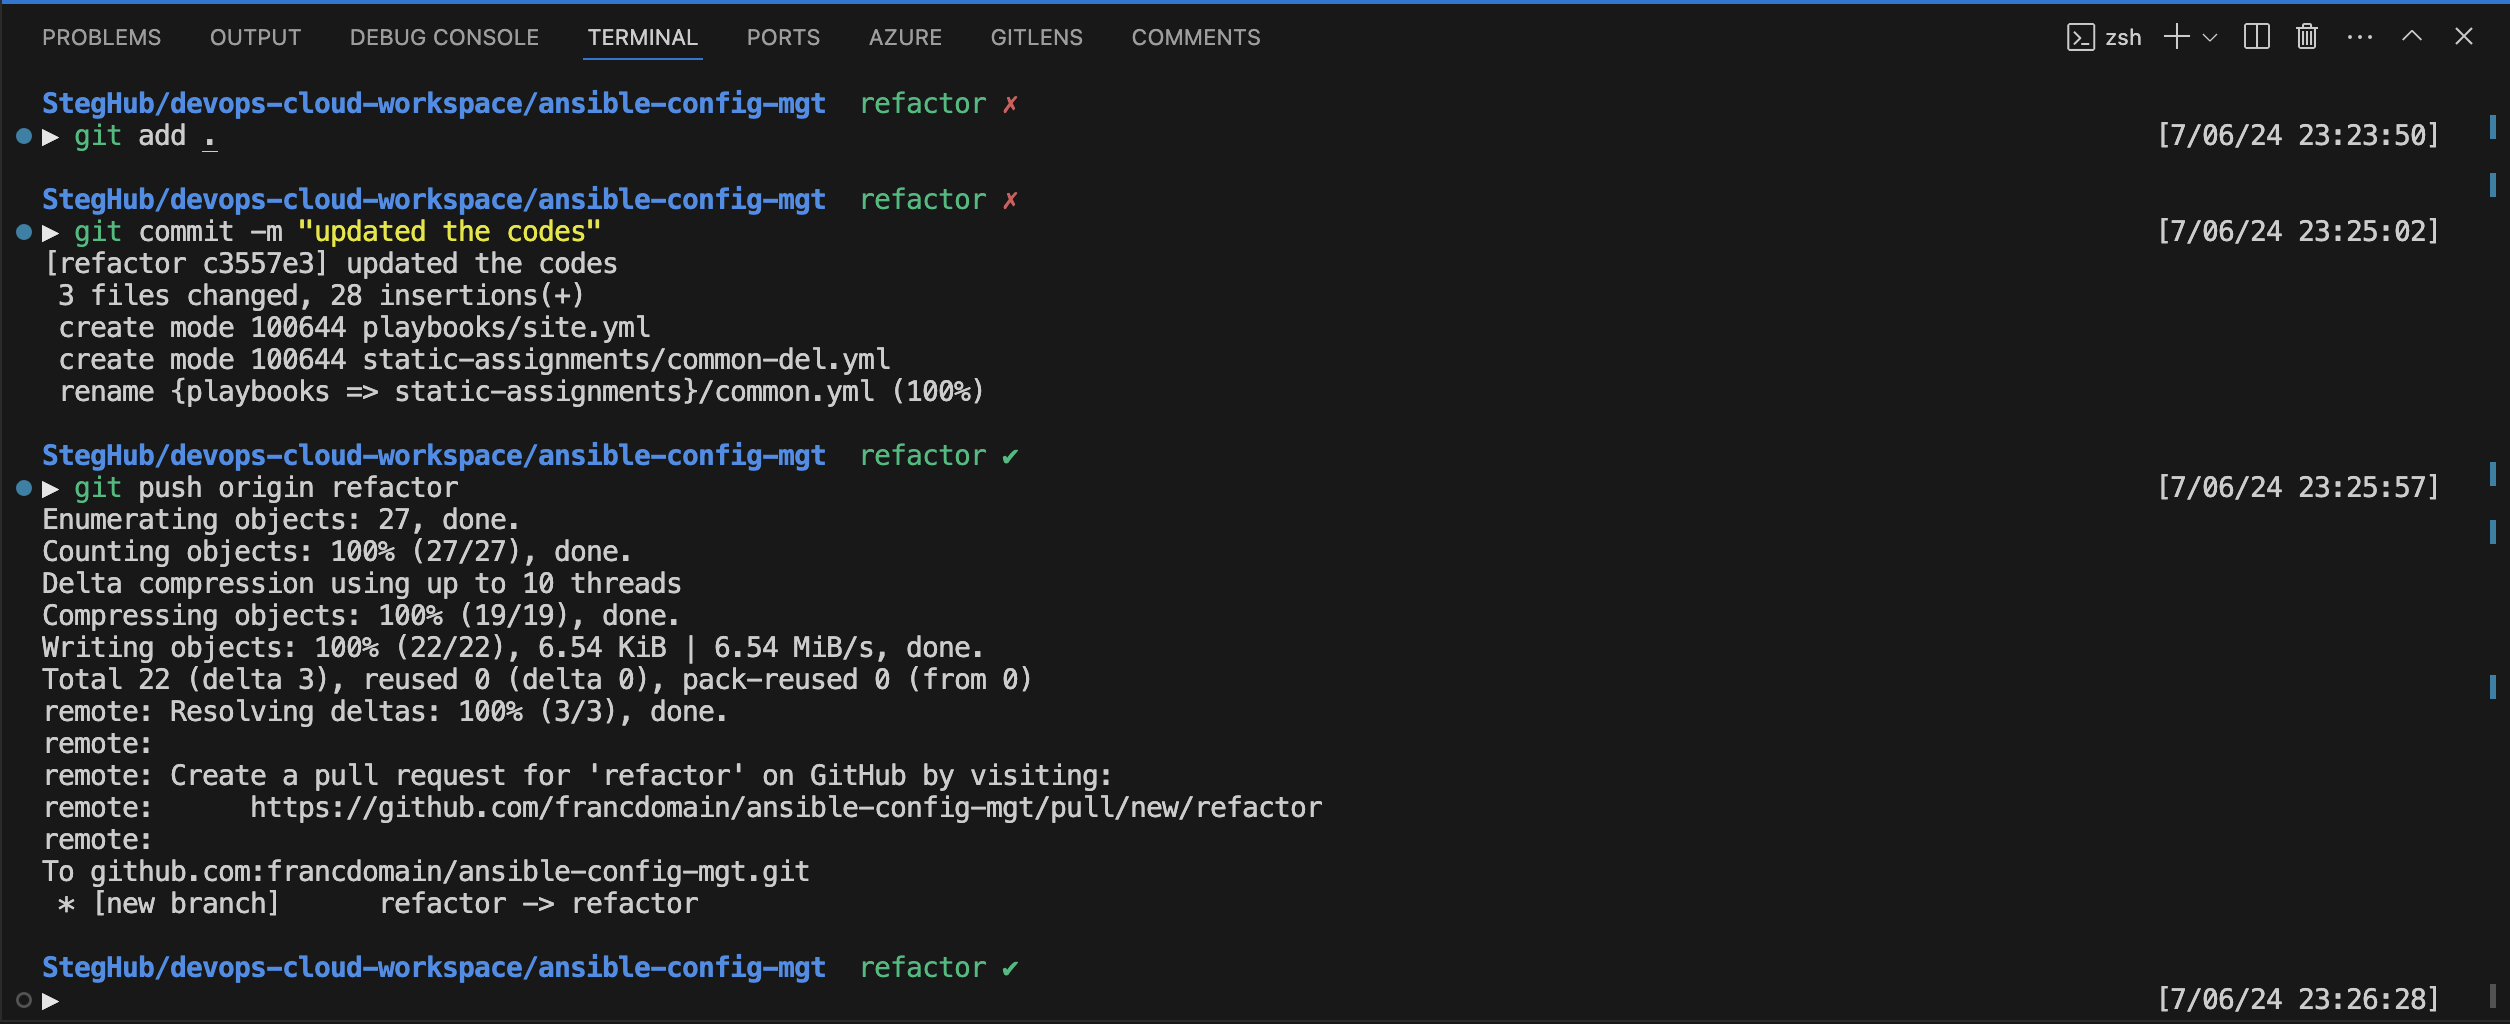 PROBLEMS OUTPUT DEBUG CONSOLE TERMINAL PORTS AZURE GITLENS COMMENTS zsh
StegHub/devops-cloud-workspace/ansible-config-mgt refactor ✗
▶ git add . [7/06/24 23:23:50]
StegHub/devops-cloud-workspace/ansible-config-mgt refactor ✗
▶ git commit -m "updated the codes" [7/06/24 23:25:02]
[refactor c3557e3] updated the codes
3 files changed, 28 insertions(+)
create mode 100644 playbooks/site.yml
create mode 100644 static-assignments/common-del.yml
rename {playbooks => static-assignments}/common.yml (100%)
StegHub/devops-cloud-workspace/ansible-config-mgt refactor ✔
▶ git push origin refactor [7/06/24 23:25:57]
Enumerating objects: 27, done.
Counting objects: 100% (27/27), done.
Delta compression using up to 10 threads
Compressing objects: 100% (19/19), done.
Writing objects: 100% (22/22), 6.54 KiB | 6.54 MiB/s, done.
Total 22 (delta 3), reused 0 (delta 0), pack-reused 0 (from 0)
remote: Resolving deltas: 100% (3/3), done.
remote:
remote: Create a pull request for 'refactor' on GitHub by visiting:
remote:      https://github.com/francdomain/ansible-config-mgt/pull/new/refactor
remote:
To github.com:francdomain/ansible-config-mgt.git
* [new branch]      refactor -> refactor
StegHub/devops-cloud-workspace/ansible-config-mgt refactor ✔
▶ [7/06/24 23:26:28]